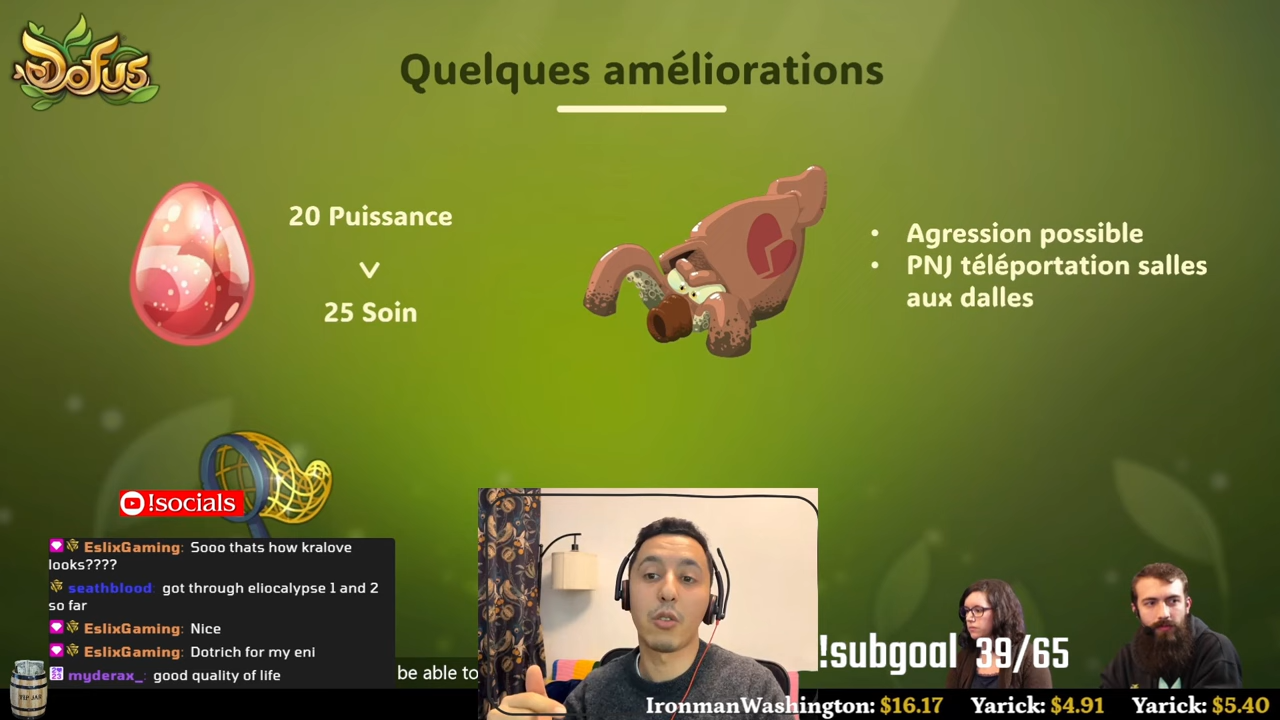 Dofus
Quelques améliorations
20 Puissance
25 Soin
• Agression possible
• PNJ téléportation salles
aux dalles
!socials
EslixGaming: Sooo thats how kralove
looks????
seathblood: got through eliocalypse 1 and 2
so far
EslixGaming: Nice
EslixGaming: Dotrich for my eni
myderax_: good quality of life
be able to
!subgoal 39/65
TIP JAR
IronmanWashington: $16.17 Yarick: $4.91 Yarick: $5.40